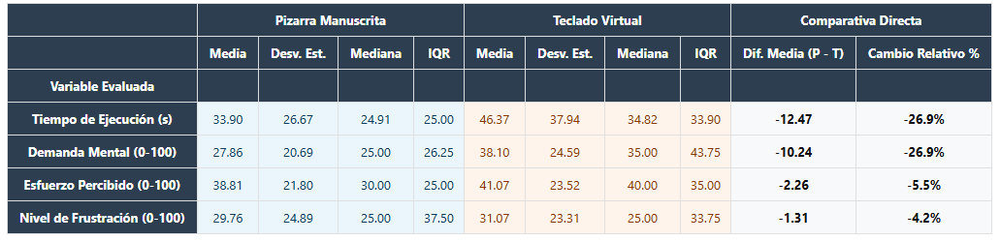 Pizarra Manuscrita Teclado Virtual Comparativa Directa
Media Desv. Est. Mediana IQR Media Desv. Est. Mediana IQR Dif. Media (P - T) Cambio Relativo %
Variable Evaluada
Tiempo de Ejecución (s) 33.90 26.67 24.91 25.00 46.37 37.94 34.82 33.90 -12.47 -26.9%
Demanda Mental (0-100) 27.86 20.69 25.00 26.25 38.10 24.59 35.00 43.75 -10.24 -26.9%
Esfuerzo Percibido (0-100) 38.81 21.80 30.00 25.00 41.07 23.52 40.00 35.00 -2.26 -5.5%
Nivel de Frustración (0-100) 29.76 24.89 25.00 37.50 31.07 23.31 25.00 33.75 -1.31 -4.2%